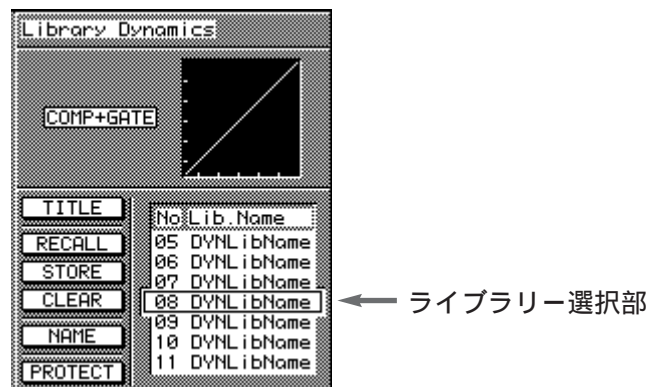 Library Dynamics
COMP+GATE
TITLE
RECALL
STORE
CLEAR
NAME
PROTECT
No Lib.Name
05 DYNLibName
06 DYNLibName
07 DYNLibName
08 DYNLibName
09 DYNLibName
10 DYNLibName
11 DYNLibName
ライブラリー選択部